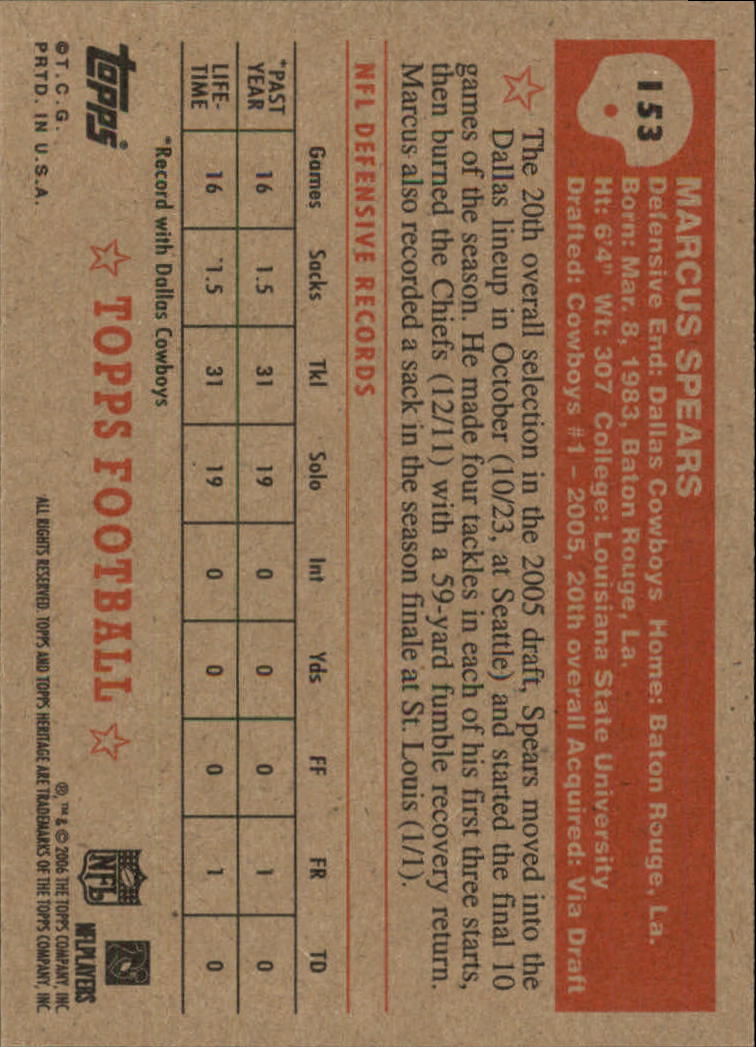 153
MARCUS SPEARS
Defensive End: Dallas Cowboys Home: Baton Rouge, La.
Born: Mar. 8, 1983, Baton Rouge, La.
Ht: 6'4" Wt: 307 College: Louisiana State University
Drafted: Cowboys #1 - 2005, 20th overall Acquired: Via Draft
The 20th overall selection in the 2005 draft, Spears moved into the
Dallas lineup in October (10/23, at Seattle) and started the final 10
games of the season. He made four tackles in each of his first three starts,
then burned the Chiefs (12/11) with a 59-yard fumble recovery return.
Marcus also recorded a sack in the season finale at St. Louis (1/1).
NFL DEFENSIVE RECORDS
Games Sacks Tkl Solo Int Yds FF FR TD
*PAST YEAR 16 1.5 31 19 0 0 0 1 0
LIFE-TIME 16 1.5 31 19 0 0 0 1 0
*Record with Dallas Cowboys
topps®
©T.C.G.
PRTD. IN U.S.A.
TOPPS FOOTBALL
NFL
NFLPLAYERS
®, ™ & © 2006 THE TOPPS COMPANY, INC
ALL RIGHTS RESERVED. TOPPS AND TOPPS HERITAGE ARE TRADEMARKS OF THE TOPPS COMPANY, INC